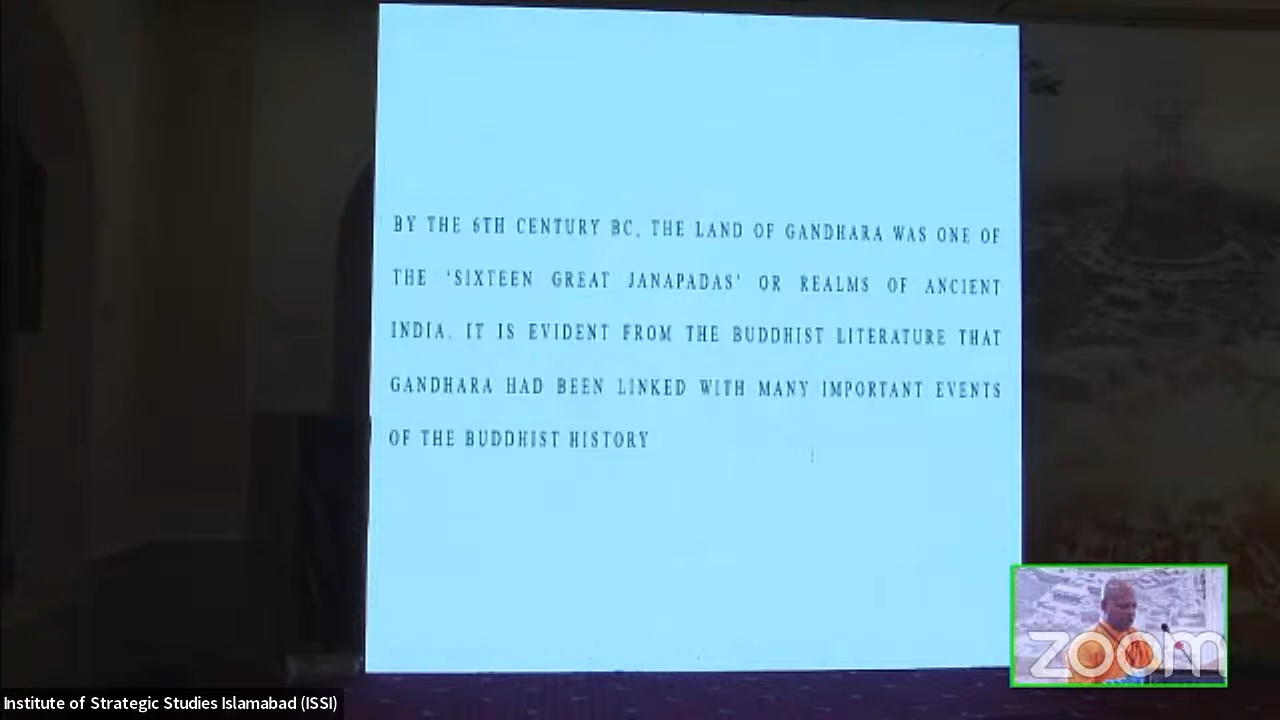 BY THE 6TH CENTURY BC, THE LAND OF GANDHARA WAS ONE OF
THE 'SIXTEEN GREAT JANAPADAS' OR REALMS OF ANCIENT
INDIA. IT IS EVIDENT FROM THE BUDDHIST LITERATURE THAT
GANDHARA HAD BEEN LINKED WITH MANY IMPORTANT EVENTS
OF THE BUDDHIST HISTORY
zoom
Institute of Strategic Studies Islamabad (ISSI)